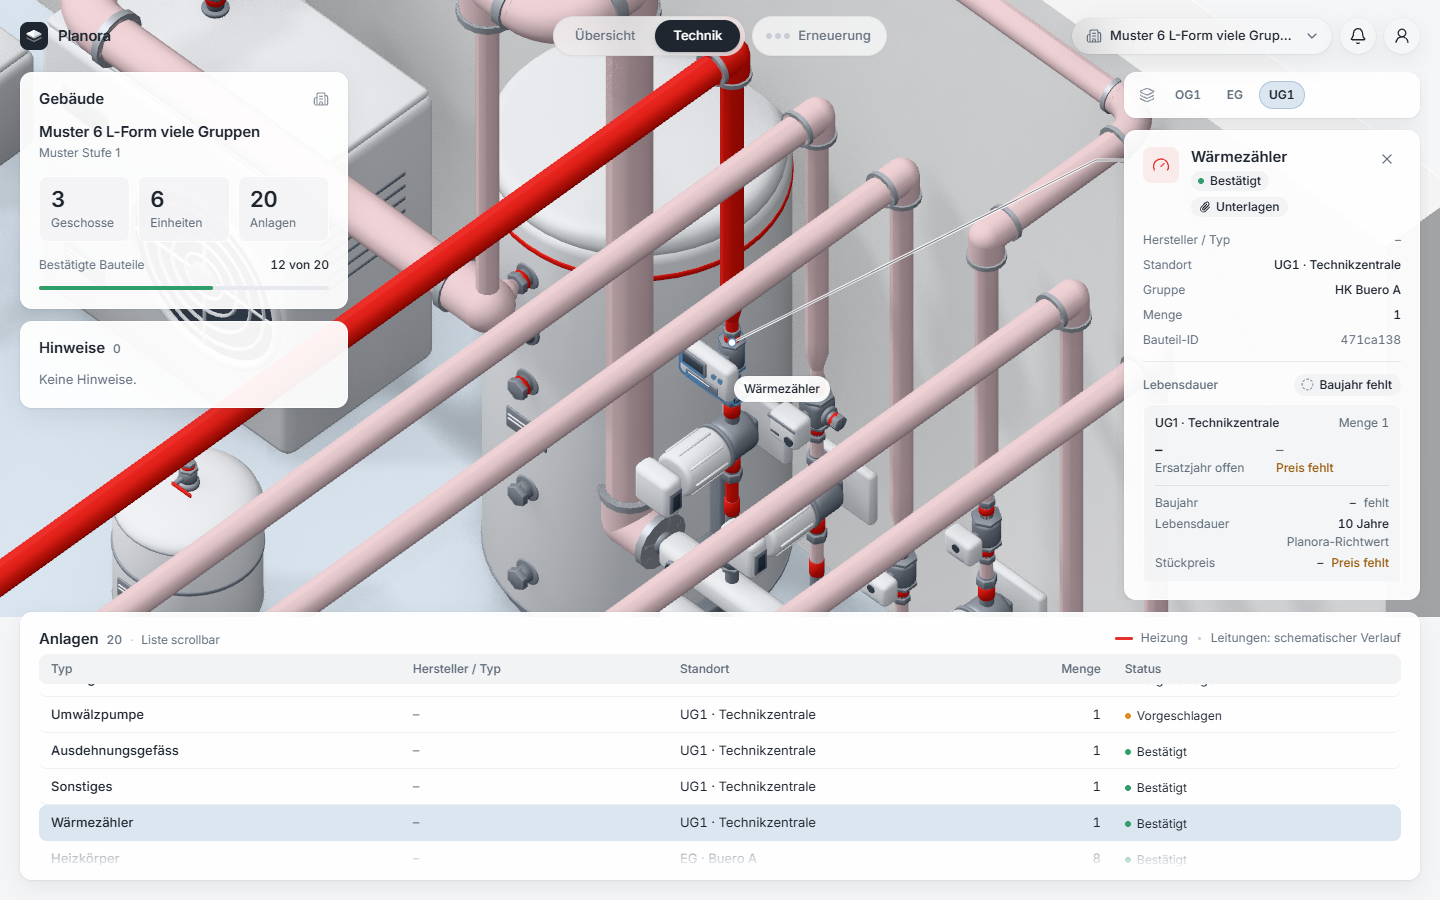 Planora
Übersicht
Technik
Erneuerung
Muster 6 L-Form viele Grup...
Gebäude
Muster 6 L-Form viele Gruppen
Muster Stufe 1
3
Geschosse
6
Einheiten
20
Anlagen
Bestätigte Bauteile
12 von 20
Hinweise 0
Keine Hinweise.
OG1
EG
UG1
Wärmezähler
Bestätigt
Unterlagen
Hersteller / Typ –
Standort UG1 · Technikzentrale
Gruppe HK Buero A
Menge 1
Bauteil-ID 471ca138
Lebensdauer Baujahr fehlt
UG1 · Technikzentrale Menge 1
– –
Ersatzjahr offen Preis fehlt
Baujahr – fehlt
Lebensdauer 10 Jahre
Planora-Richtwert
Stückpreis – Preis fehlt
Wärmezähler
Anlagen 20 · Liste scrollbar
Heizung · Leitungen: schematischer Verlauf
Typ Hersteller / Typ Standort Menge Status
Umwälzpumpe – UG1 · Technikzentrale 1 Vorgeschlagen
Ausdehnungsgefäss – UG1 · Technikzentrale 1 Bestätigt
Sonstiges – UG1 · Technikzentrale 1 Bestätigt
Wärmezähler – UG1 · Technikzentrale 1 Bestätigt
Heizkörper – EG · Buero A 8 Bestätigt